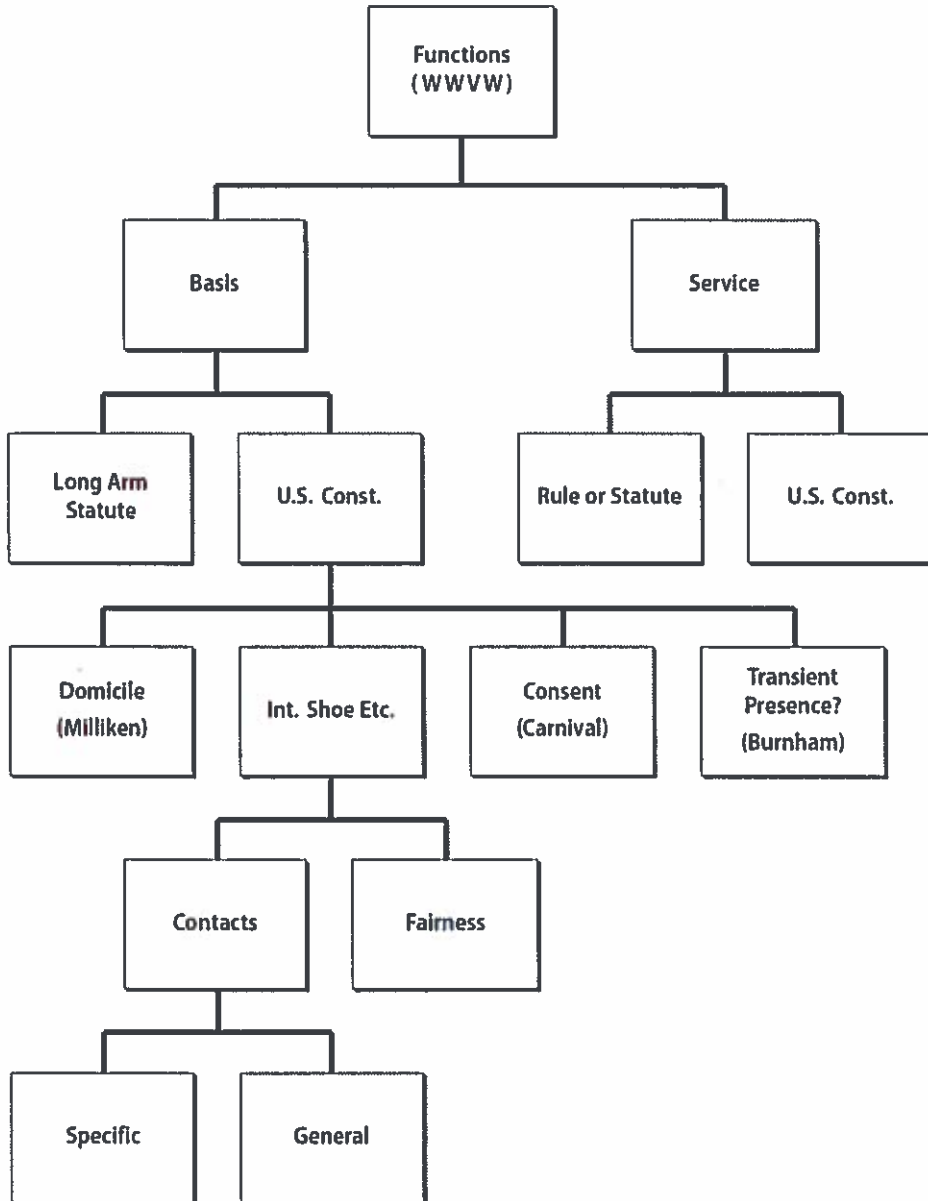 Functions
(WWVW)
Basis
Service
Long Arm
Statute
U.S. Const.
Rule or Statute
U.S. Const.
Domicile
(Milliken)
Int. Shoe Etc.
Consent
(Carnival)
Transient
Presence?
(Burnham)
Contacts
Fairness
Specific
General